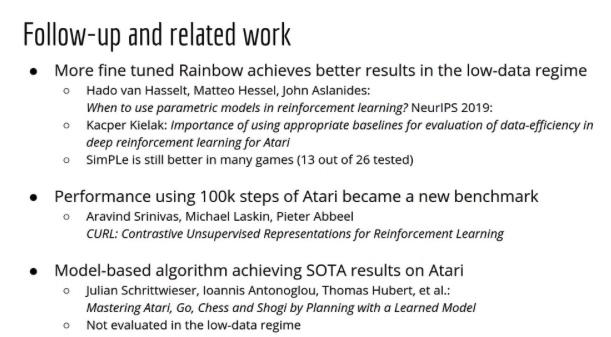 Follow-up and related work
● More fine tuned Rainbow achieves better results in the low-data regime
○ Hado van Hasselt, Matteo Hessel, John Aslanides:
When to use parametric models in reinforcement learning? NeurIPS 2019:
○ Kacper Kielak: Importance of using appropriate baselines for evaluation of data-efficiency in
deep reinforcement learning for Atari
○ SimPLe is still better in many games (13 out of 26 tested)
● Performance using 100k steps of Atari became a new benchmark
○ Aravind Srinivas, Michael Laskin, Pieter Abbeel
CURL: Contrastive Unsupervised Representations for Reinforcement Learning
● Model-based algorithm achieving SOTA results on Atari
○ Julian Schrittwieser, Ioannis Antonoglou, Thomas Hubert, et al.:
Mastering Atari, Go, Chess and Shogi by Planning with a Learned Model
○ Not evaluated in the low-data regime